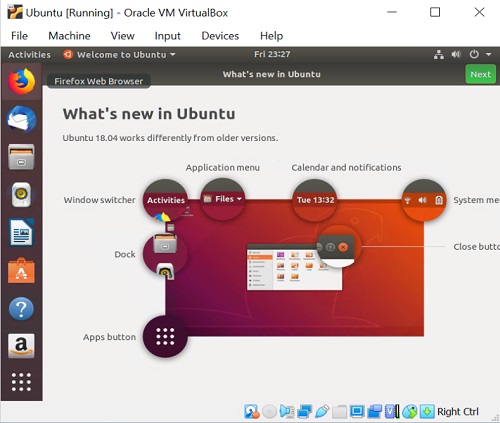 Ubuntu [Running] - Oracle VM VirtualBox
File Machine View Input Devices Help
Activities Welcome to Ubuntu Fri 23:27
What's new in Ubuntu Next
Firefox Web Browser
What's new in Ubuntu
Ubuntu 18.04 works differently from older versions.
Application menu Calendar and notifications
Window switcher Activities Files Tue 13:32 System me
Dock Close butto
Apps button
Right Ctrl